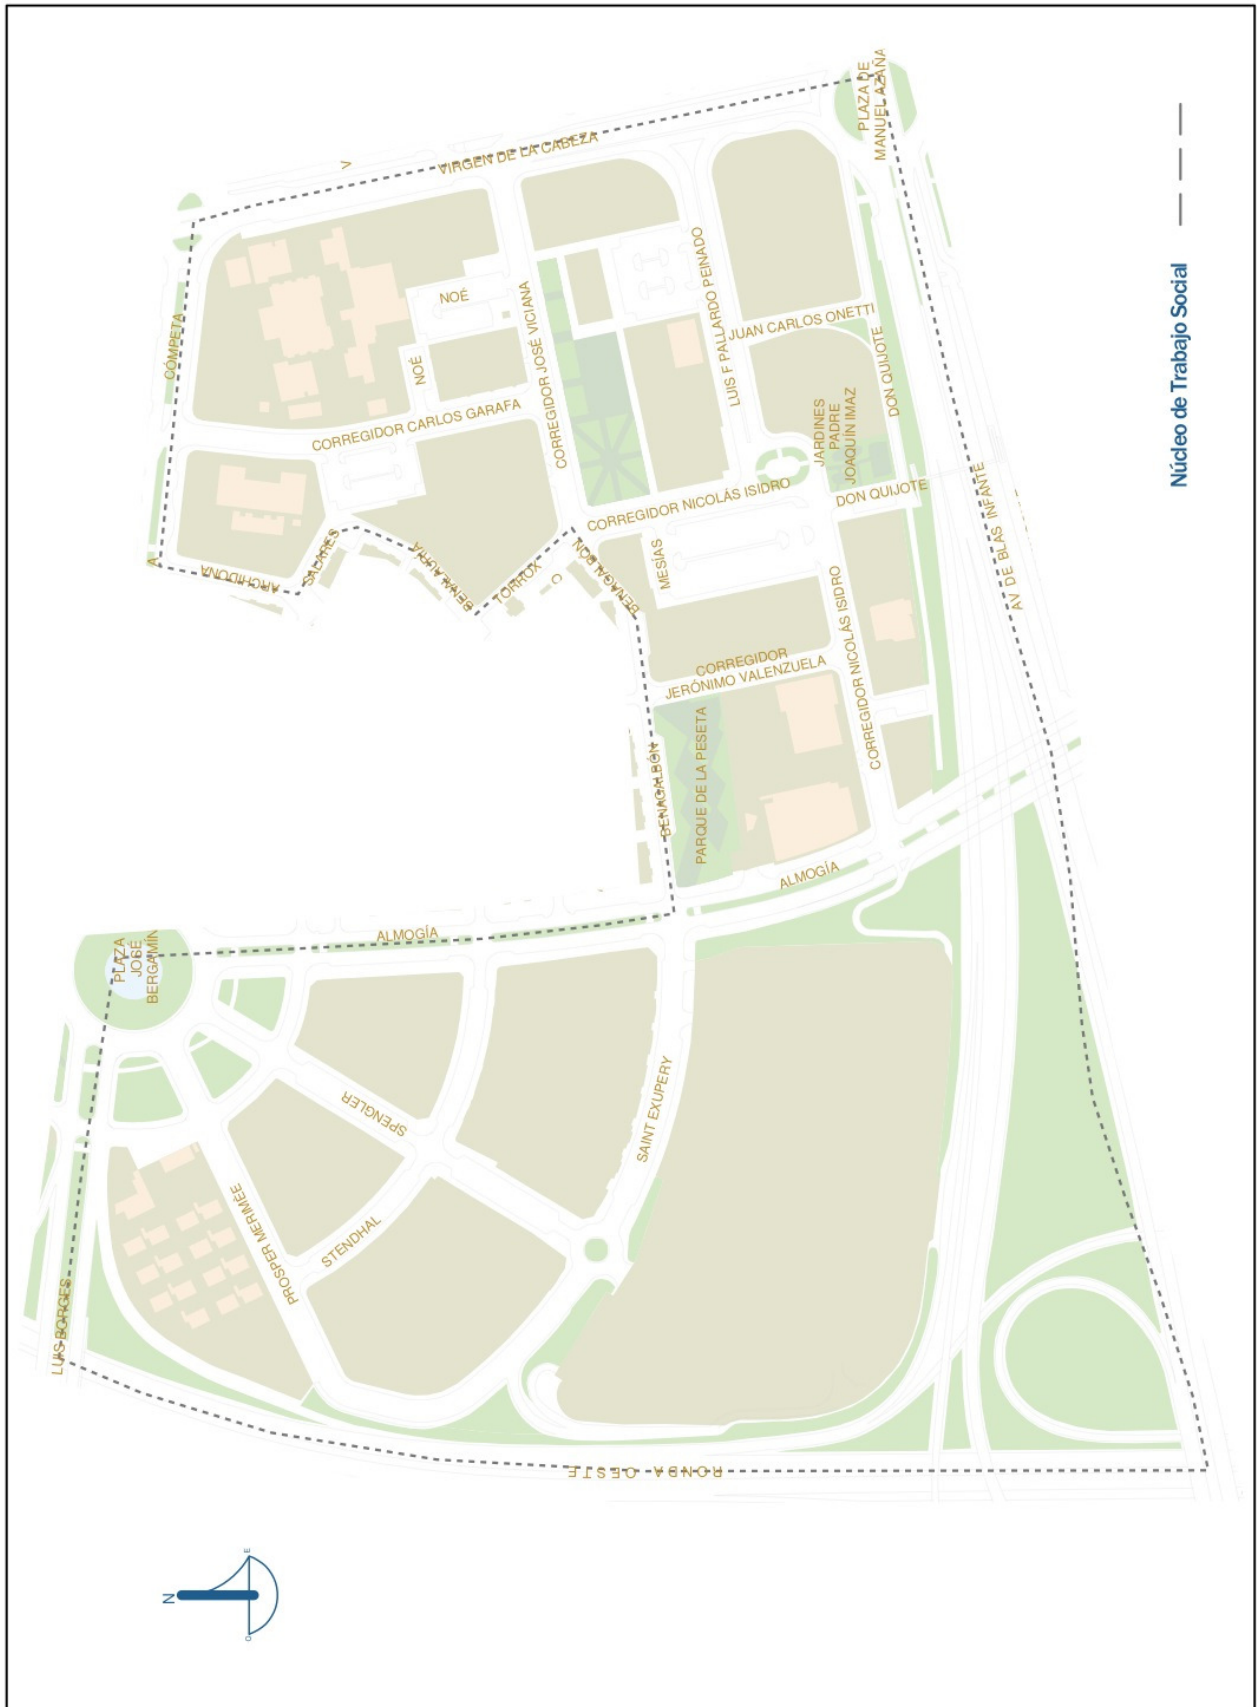 PLAZA DE
MANUEL AZAÑA
V
VIRGEN DE LA CABEZA
CÓMPETA
NOÉ
NOÉ
LUIS F PALLARDO PEINADO
JUAN CARLOS ONETTI
CORREGIDOR JOSÉ VICIANA
CORREGIDOR CARLOS GARAFA
DON QUIJOTE
JARDINES
PADRE
JOAQUÍN IMAZ
DON QUIJOTE
CORREGIDOR NICOLÁS ISIDRO
AV DE BLAS INFANTE
A
ARCHIDONA
SALARES
BENALAURÍA
TORROX
C
BENAGALBÓN
BENAGALBÓN
MESÍAS
CORREGIDOR
JERÓNIMO VALENZUELA
CORREGIDOR NICOLÁS ISIDRO
BENAGALBÓN
PARQUE DE LA PESETA
ALMOGÍA
ALMOGÍA
PLAZA
JOSÉ
BERGAMÍN
SPENGLER
SAINT EXUPERY
PROSPER MERIMÈE
STENDHAL
LUIS BORGES
RONDA OESTE
Núcleo de Trabajo Social
N
E
O